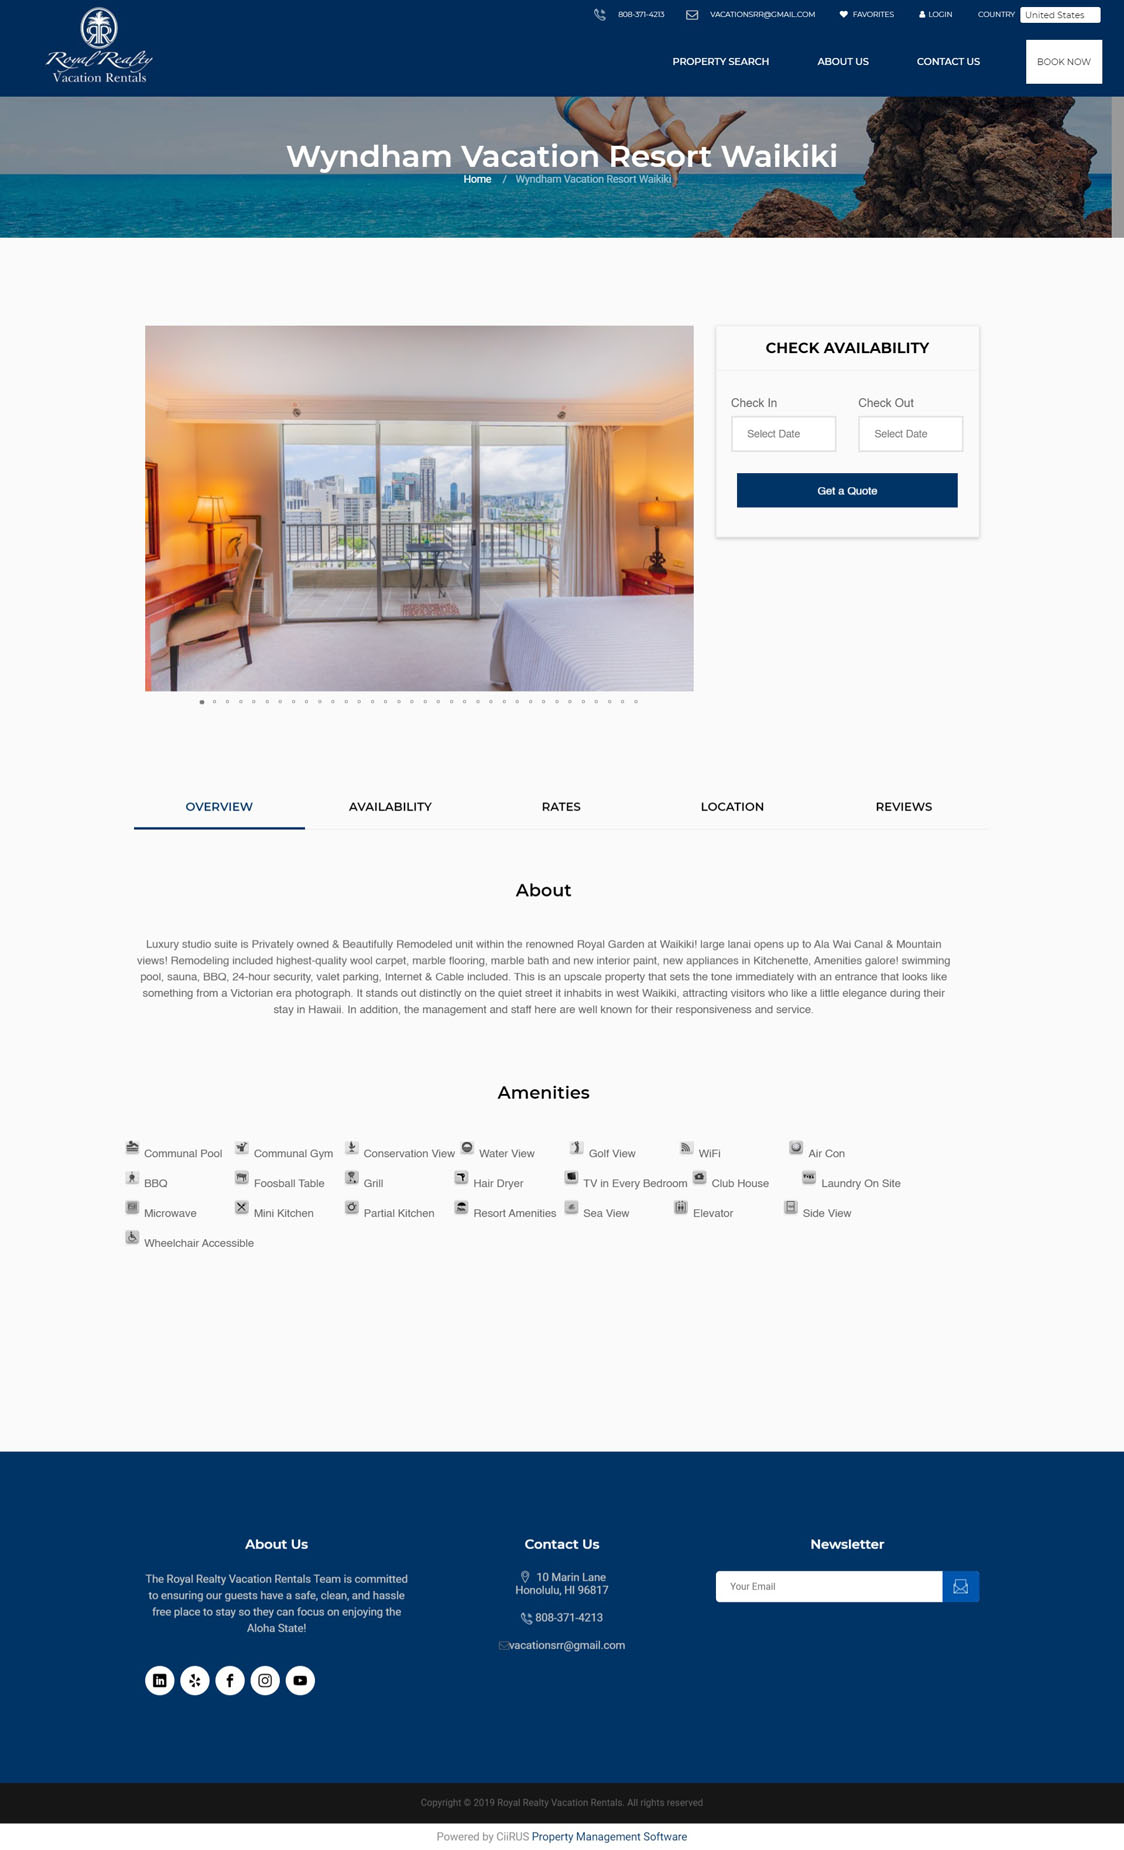 808-371-4213 VACATIONSRR@GMAIL.COM FAVORITES LOGIN COUNTRY United States
Royal Realty
Vacation Rentals
PROPERTY SEARCH ABOUT US CONTACT US BOOK NOW
Wyndham Vacation Resort Waikiki
Home / Wyndham Vacation Resort Waikiki
CHECK AVAILABILITY
Check In Check Out
Select Date Select Date
Get a Quote
OVERVIEW AVAILABILITY RATES LOCATION REVIEWS
About
Luxury studio suite is Privately owned & Beautifully Remodeled unit within the renowned Royal Garden at Waikiki! large lanai opens up to Ala Wai Canal & Mountain
views! Remodeling included highest-quality wool carpet, marble flooring, marble bath and new interior paint, new appliances in Kitchenette, Amenities galore! swimming
pool, sauna, BBQ, 24-hour security, valet parking, Internet & Cable included. This is an upscale property that sets the tone immediately with an entrance that looks like
something from a Victorian era photograph. It stands out distinctly on the quiet street it inhabits in west Waikiki, attracting visitors who like a little elegance during their
stay in Hawaii. In addition, the management and staff here are well known for their responsiveness and service.
Amenities
Communal Pool Communal Gym Conservation View Water View Golf View WiFi Air Con
BBQ Foosball Table Grill Hair Dryer TV in Every Bedroom Club House Laundry On Site
Microwave Mini Kitchen Partial Kitchen Resort Amenities Sea View Elevator Side View
Wheelchair Accessible
About Us
The Royal Realty Vacation Rentals Team is committed
to ensuring our guests have a safe, clean, and hassle
free place to stay so they can focus on enjoying the
Aloha State!
Contact Us
10 Marin Lane
Honolulu, HI 96817
808-371-4213
vacationsrr@gmail.com
Newsletter
Your Email
Copyright © 2019 Royal Realty Vacation Rentals. All rights reserved
Powered by CiiRUS Property Management Software